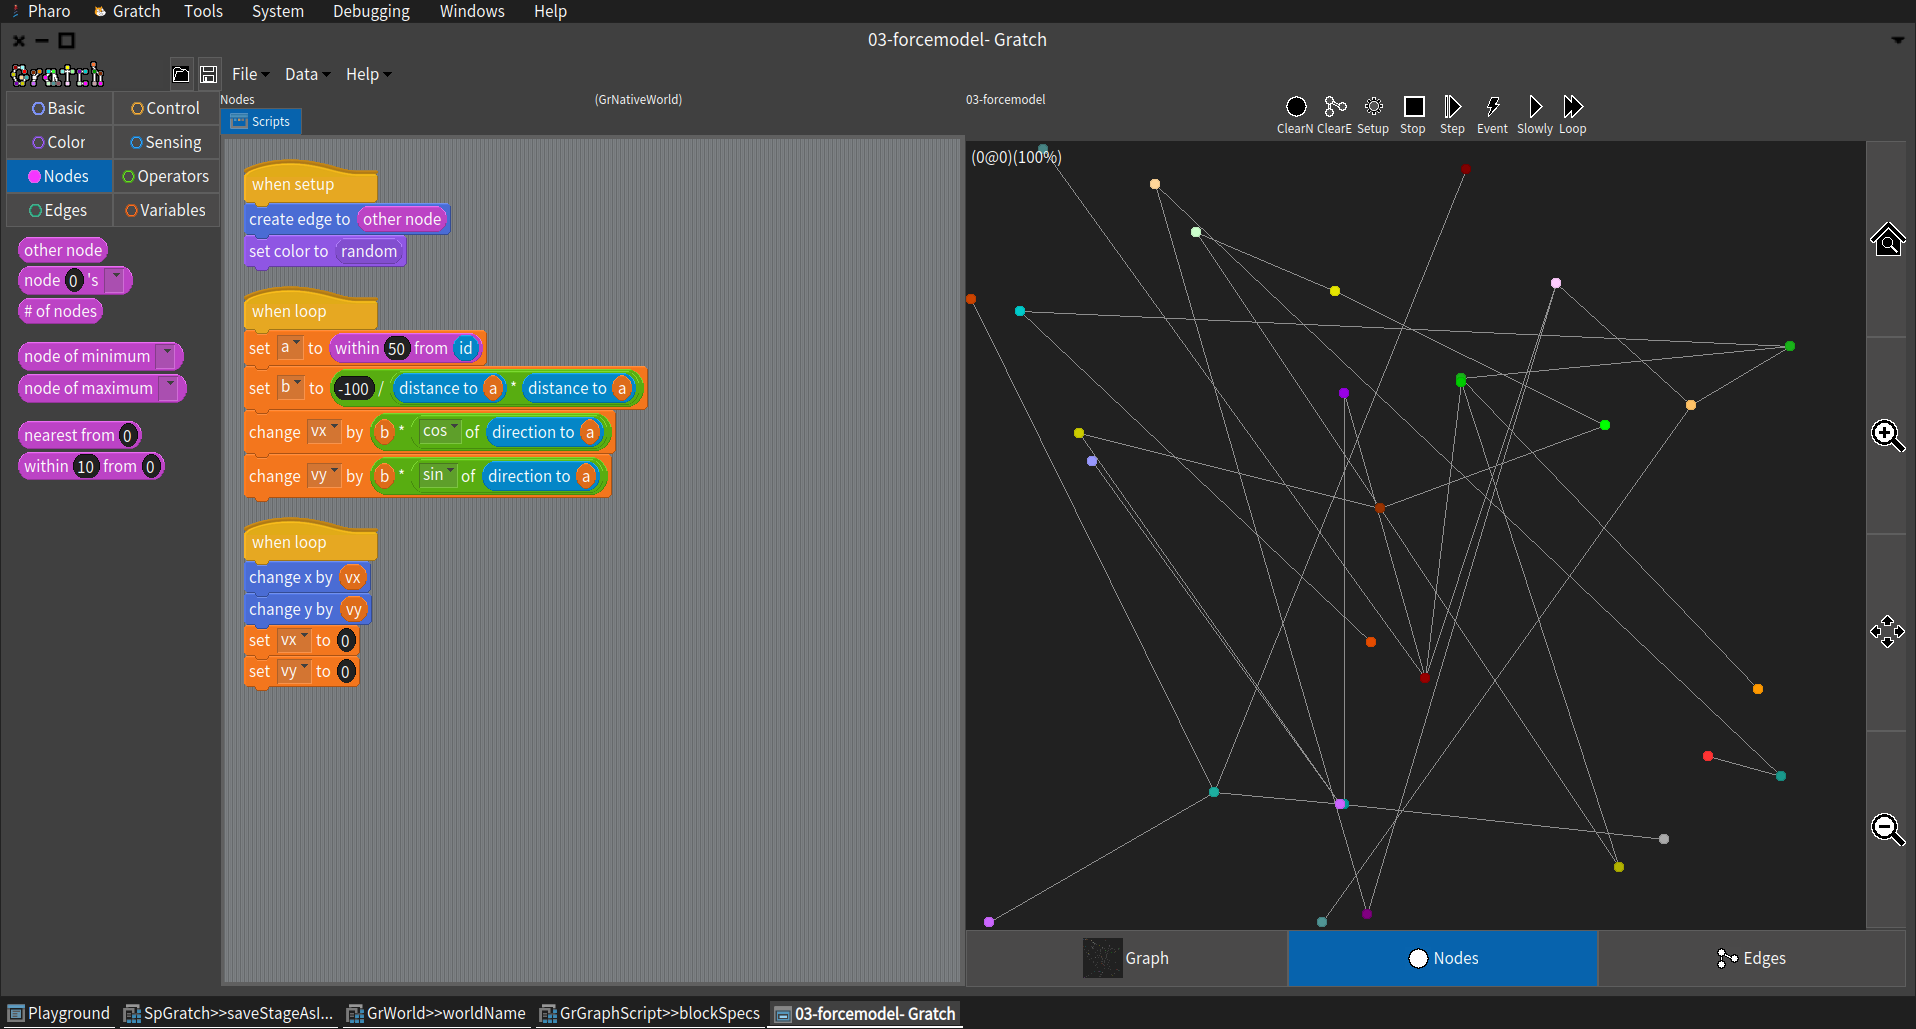 Pharo Gratch Tools System Debugging Windows Help
03-forcemodel- Gratch
Gratch File Data Help
Nodes (GrNativeWorld) 03-forcemodel
Basic Control
Color Sensing
Nodes Operators
Edges Variables
other node
node 0 's
# of nodes
node of minimum
node of maximum
nearest from 0
within 10 from 0
Scripts
when setup
create edge to other node
set color to random
when loop
set a to within 50 from id
set b to -100 / distance to a * distance to a
change vx by b * cos of direction to a
change vy by b * sin of direction to a
when loop
change x by vx
change y by vy
set vx to 0
set vy to 0
ClearN ClearE Setup Stop Step Event Slowly Loop
(0@0)(100%)
Graph Nodes Edges
Playground SpGratch>>saveStageAsI... GrWorld>>worldName GrGraphScript>>blockSpecs 03-forcemodel- Gratch